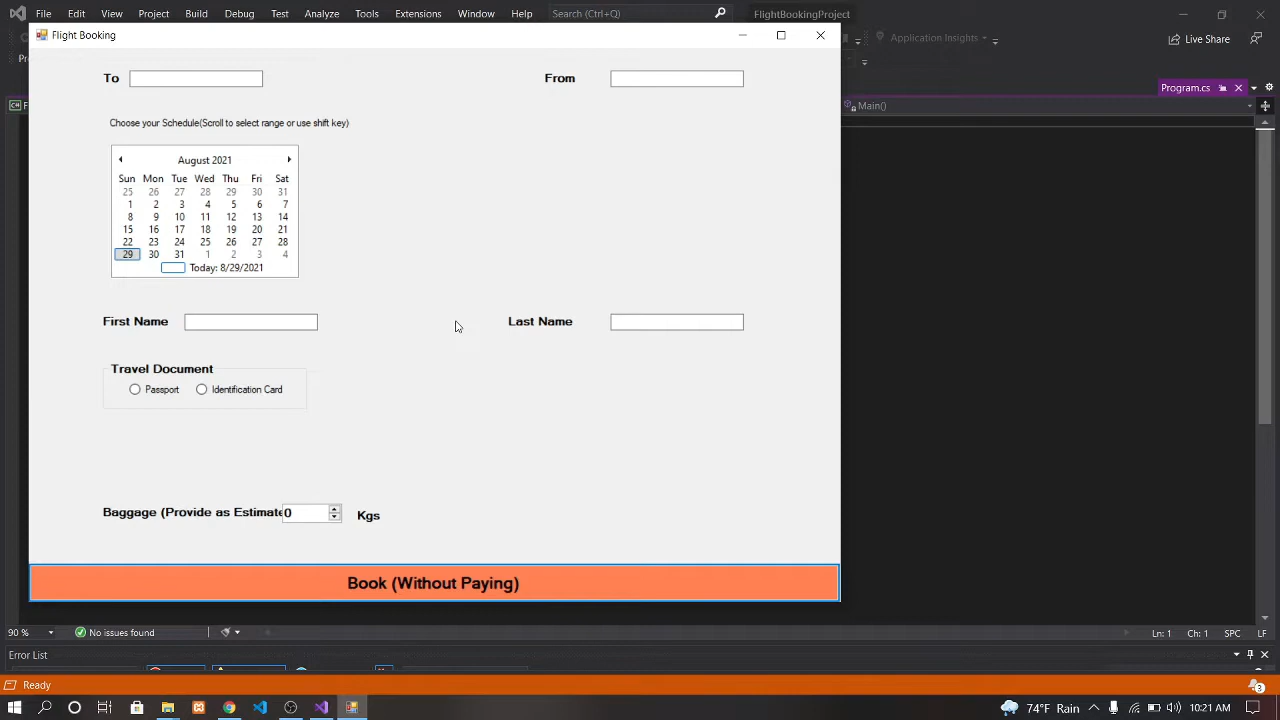 File Edit View Git Project Build Debug Test Analyze Tools Extensions Window Help Search (Ctrl+Q) FlightBookingProject
Flight Booking
Application Insights
Live Share
To
From
Program.cs
Main()
Choose your Schedule(Scroll to select range or use shift key)
August 2021
Sun Mon Tue Wed Thu Fri Sat
25 26 27 28 29 30 31
1 2 3 4 5 6 7
8 9 10 11 12 13 14
15 16 17 18 19 20 21
22 23 24 25 26 27 28
29 30 31 1 2 3 4
Today: 8/29/2021
First Name
Last Name
Travel Document
Passport Identification Card
Baggage (Provide as Estimate
0
Kgs
Book (Without Paying)
90 % No issues found Ln: 1 Ch: 1 SPC LF
Error List
Ready
3
74°F Rain 10:21 AM